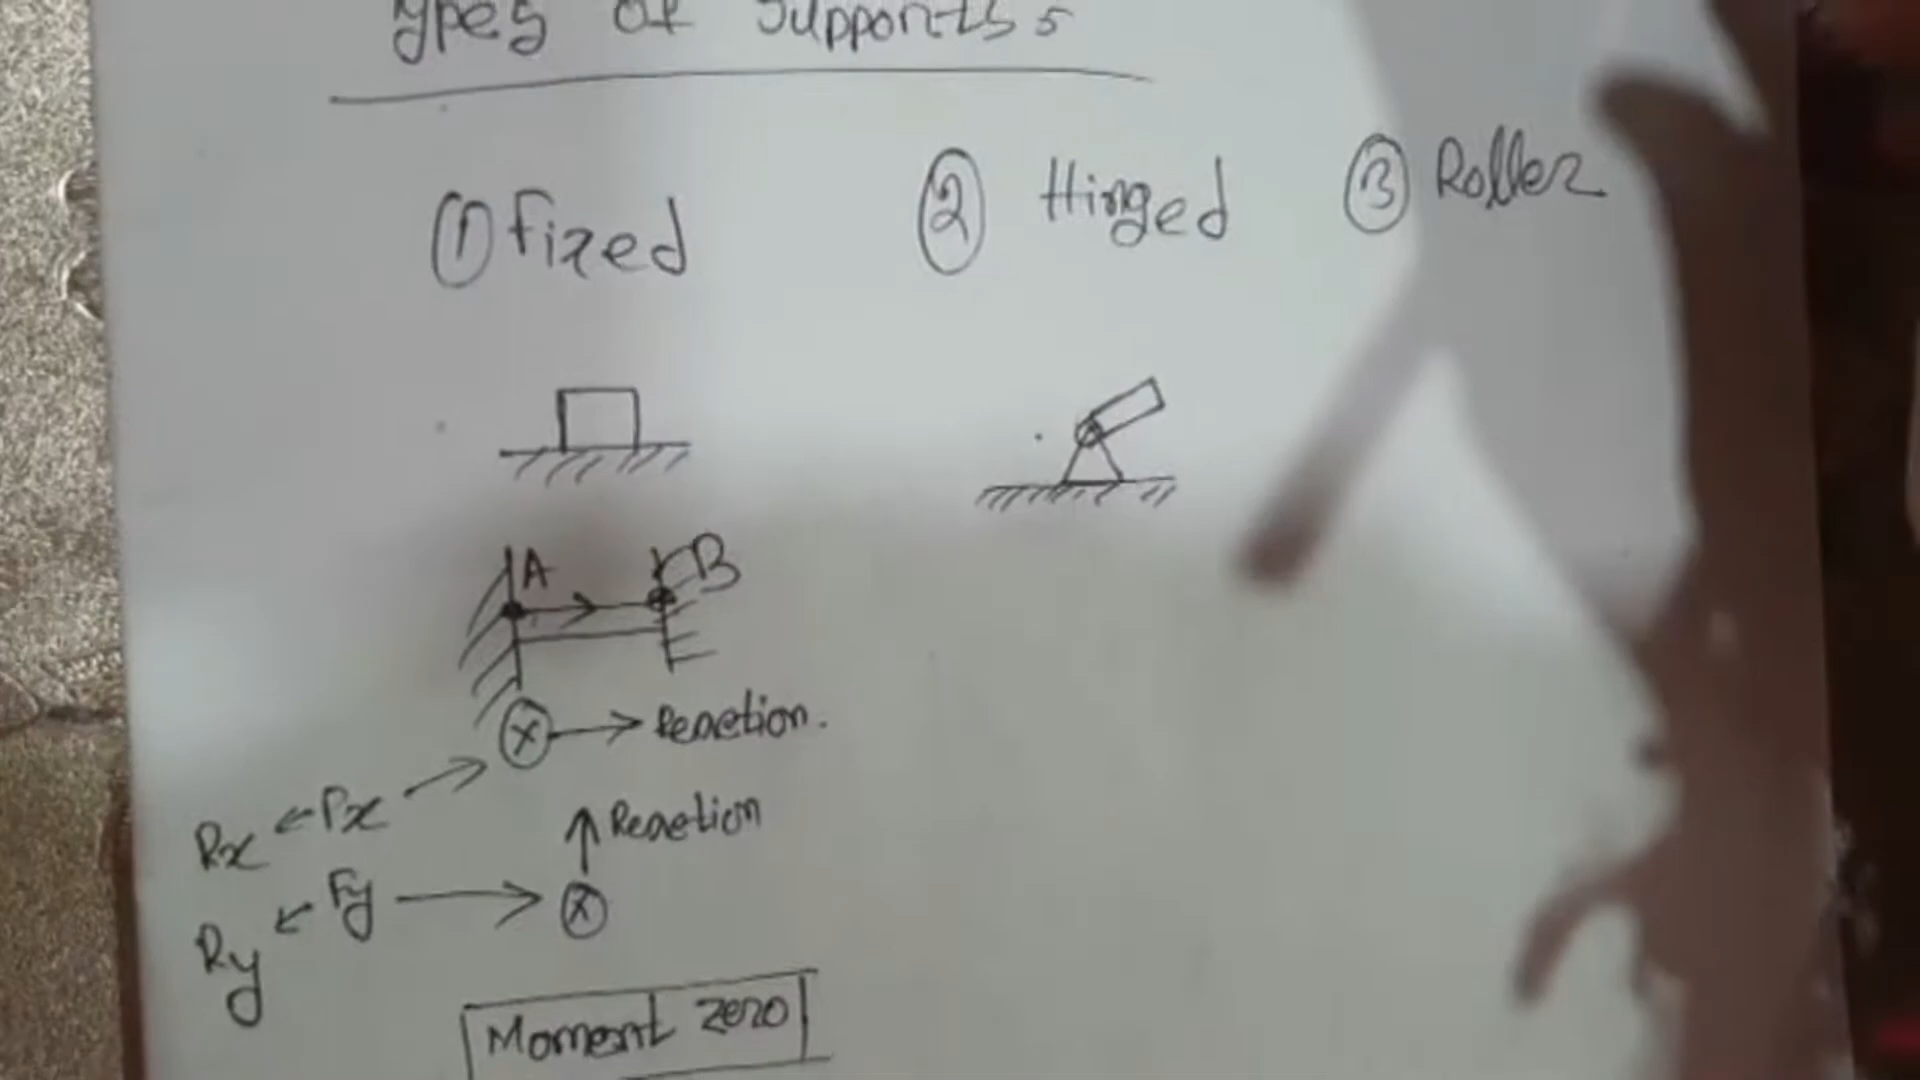 ypes of Supports
① fixed ② Hinged ③ Roller
A B
Ⓧ → Reaction.
Rx ← Px →
↑ Reaction
Ry ← Fy → Ⓧ
Moment zero